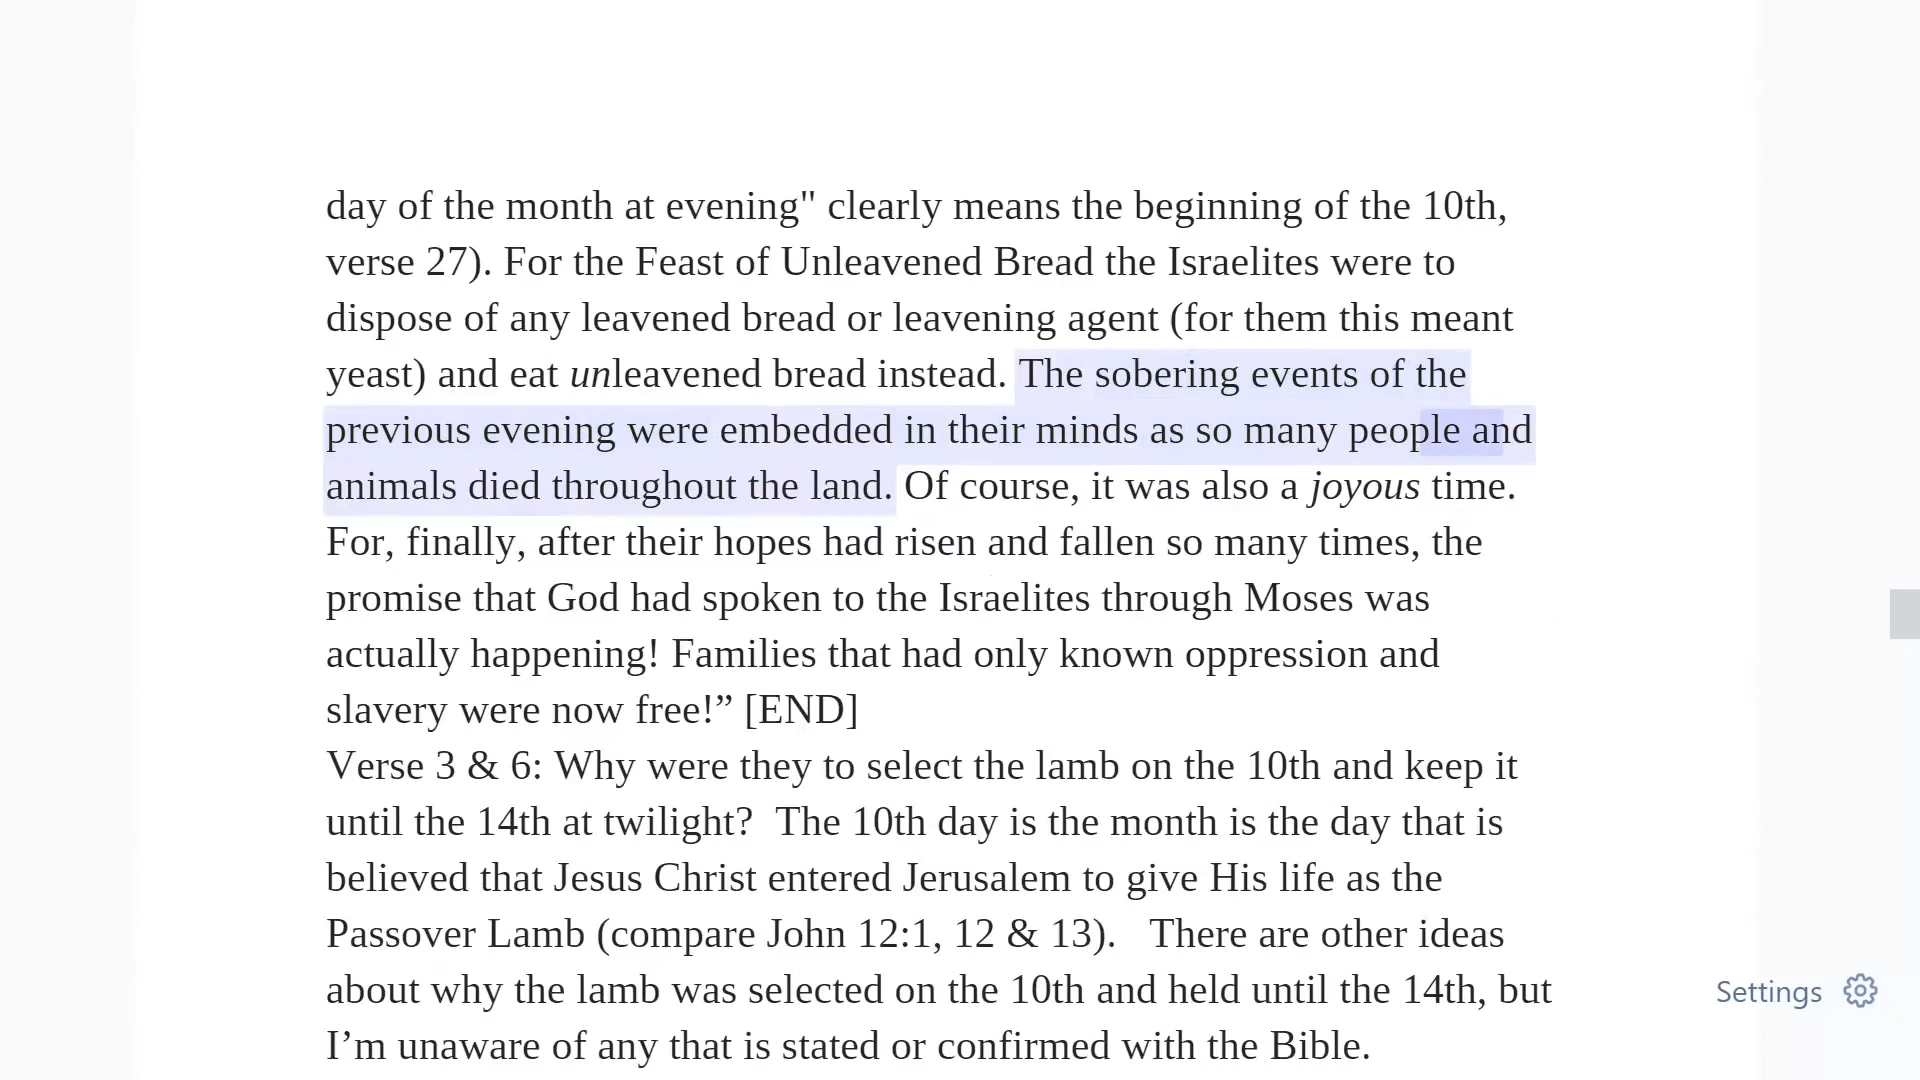 day of the month at evening" clearly means the beginning of the 10th,
verse 27). For the Feast of Unleavened Bread the Israelites were to
dispose of any leavened bread or leavening agent (for them this meant
yeast) and eat unleavened bread instead. The sobering events of the
previous evening were embedded in their minds as so many people and
animals died throughout the land. Of course, it was also a joyous time.
For, finally, after their hopes had risen and fallen so many times, the
promise that God had spoken to the Israelites through Moses was
actually happening! Families that had only known oppression and
slavery were now free!” [END]
Verse 3 & 6: Why were they to select the lamb on the 10th and keep it
until the 14th at twilight?  The 10th day is the month is the day that is
believed that Jesus Christ entered Jerusalem to give His life as the
Passover Lamb (compare John 12:1, 12 & 13).   There are other ideas
about why the lamb was selected on the 10th and held until the 14th, but
I’m unaware of any that is stated or confirmed with the Bible.
Settings